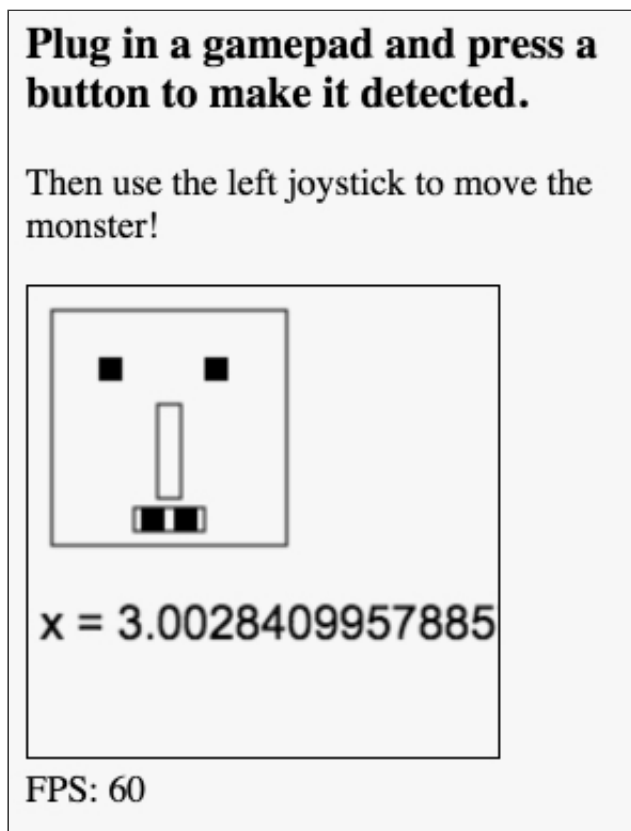 Plug in a gamepad and press a
button to make it detected.
Then use the left joystick to move the
monster!
x = 3.0028409957885
FPS: 60